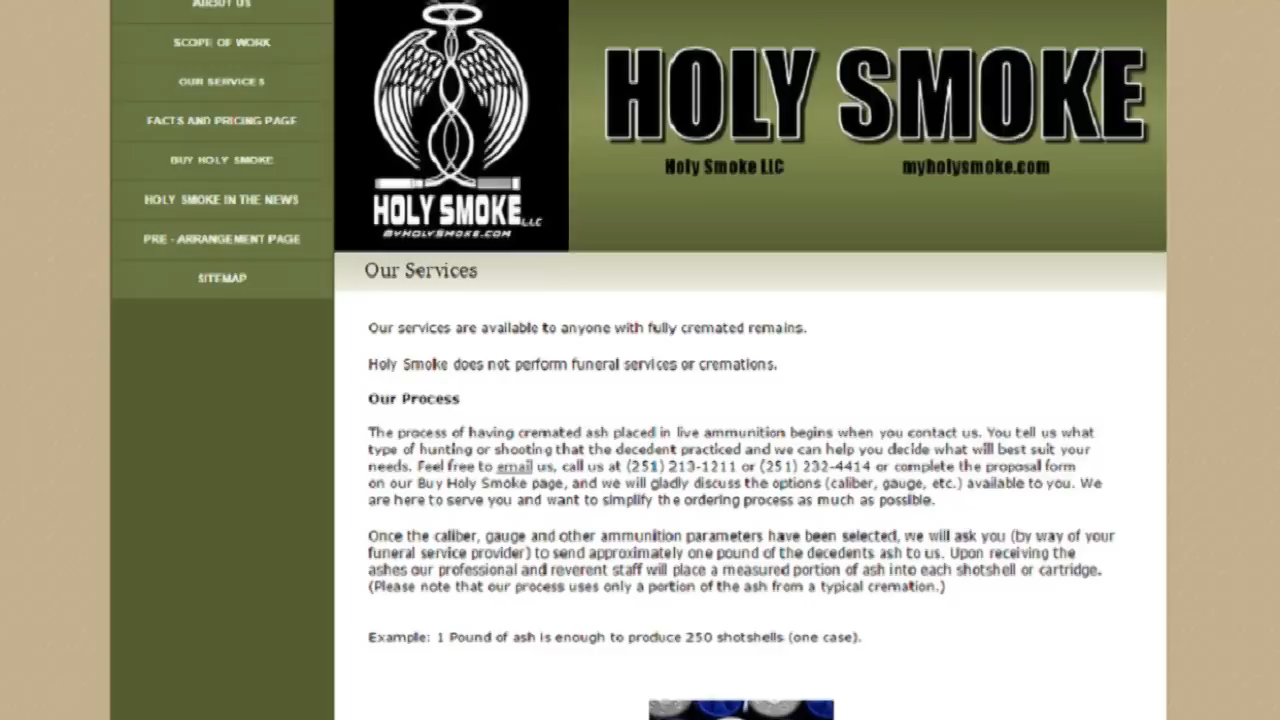 ABOUT US
SCOPE OF WORK
OUR SERVICES
FACTS AND PRICING PAGE
BUY HOLY SMOKE
HOLY SMOKE IN THE NEWS
PRE - ARRANGEMENT PAGE
SITEMAP
HOLY SMOKE LLC
MYHOLYSMOKE.COM
HOLY SMOKE
Holy Smoke LLC myholysmoke.com
Our Services
Our services are available to anyone with fully cremated remains.
Holy Smoke does not perform funeral services or cremations.
Our Process
The process of having cremated ash placed in live ammunition begins when you contact us. You tell us what
type of hunting or shooting that the decedent practiced and we can help you decide what will best suit your
needs. Feel free to email us, call us at (251) 213-1211 or (251) 232-4414 or complete the proposal form
on our Buy Holy Smoke page, and we will gladly discuss the options (caliber, gauge, etc.) available to you. We
are here to serve you and want to simplify the ordering process as much as possible.
Once the caliber, gauge and other ammunition parameters have been selected, we will ask you (by way of your
funeral service provider) to send approximately one pound of the decedents ash to us. Upon receiving the
ashes our professional and reverent staff will place a measured portion of ash into each shotshell or cartridge.
(Please note that our process uses only a portion of the ash from a typical cremation.)
Example: 1 Pound of ash is enough to produce 250 shotshells (one case).